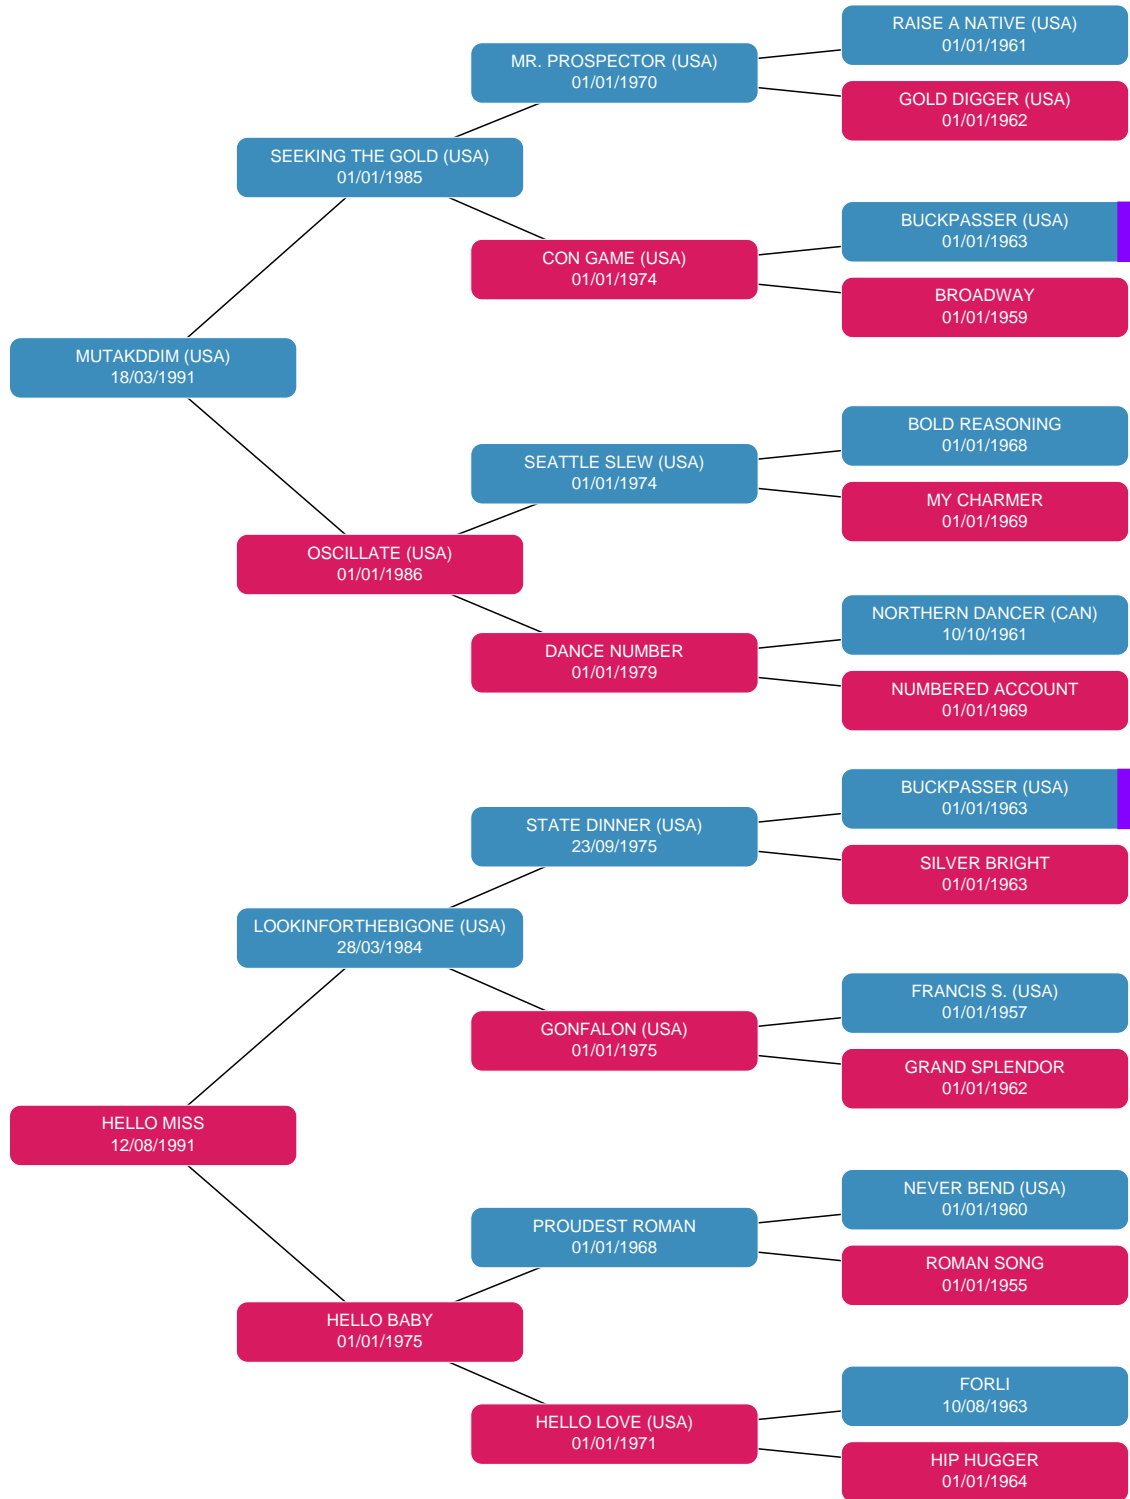 RAISE A NATIVE (USA)
01/01/1961
MR. PROSPECTOR (USA)
01/01/1970
GOLD DIGGER (USA)
01/01/1962
SEEKING THE GOLD (USA)
01/01/1985
BUCKPASSER (USA)
01/01/1963
CON GAME (USA)
01/01/1974
BROADWAY
01/01/1959
MUTAKDDIM (USA)
18/03/1991
BOLD REASONING
01/01/1968
SEATTLE SLEW (USA)
01/01/1974
MY CHARMER
01/01/1969
OSCILLATE (USA)
01/01/1986
NORTHERN DANCER (CAN)
10/10/1961
DANCE NUMBER
01/01/1979
NUMBERED ACCOUNT
01/01/1969
BUCKPASSER (USA)
01/01/1963
STATE DINNER (USA)
23/09/1975
SILVER BRIGHT
01/01/1963
LOOKINFORTHEBIGONE (USA)
28/03/1984
FRANCIS S. (USA)
01/01/1957
GONFALON (USA)
01/01/1975
GRAND SPLENDOR
01/01/1962
HELLO MISS
12/08/1991
NEVER BEND (USA)
01/01/1960
PROUDEST ROMAN
01/01/1968
ROMAN SONG
01/01/1955
HELLO BABY
01/01/1975
FORLI
10/08/1963
HELLO LOVE (USA)
01/01/1971
HIP HUGGER
01/01/1964